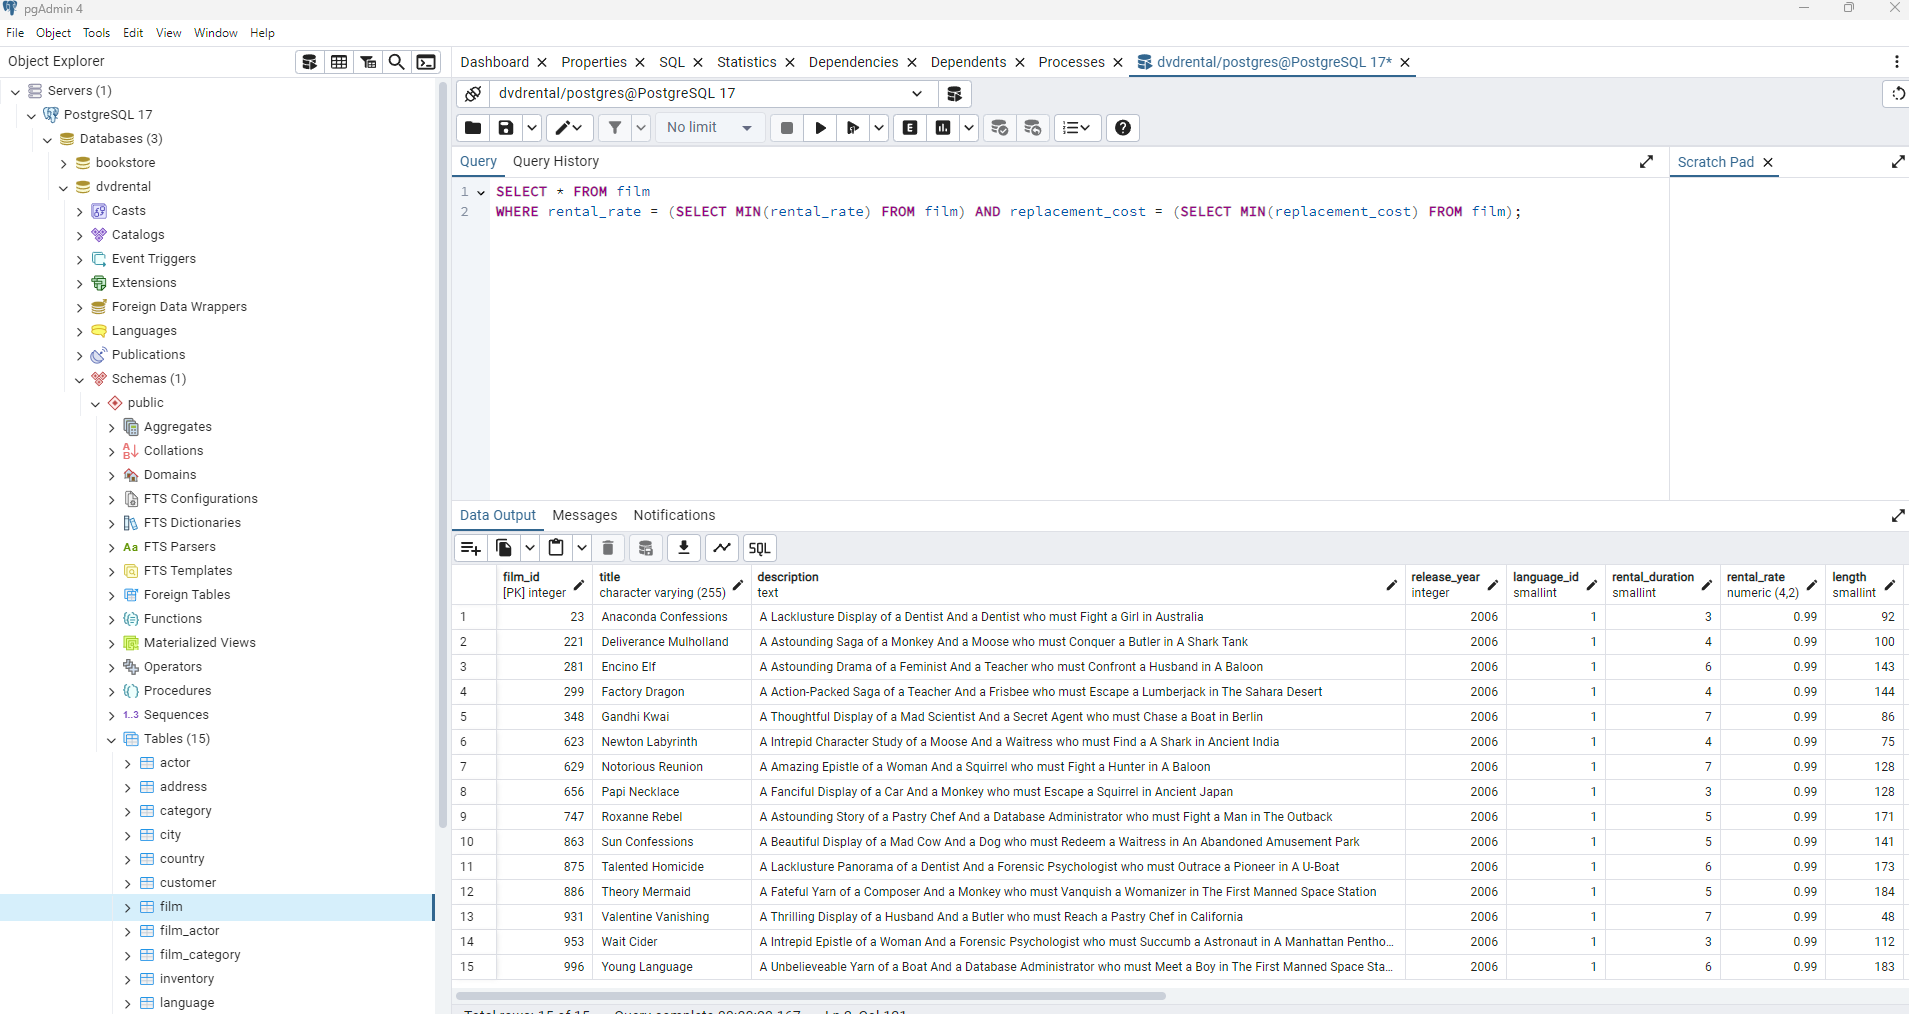 pgAdmin 4
File Object Tools Edit View Window Help
Object Explorer
Servers (1)
PostgreSQL 17
Databases (3)
bookstore
dvdrental
Casts
Catalogs
Event Triggers
Extensions
Foreign Data Wrappers
Languages
Publications
Schemas (1)
public
Aggregates
Collations
Domains
FTS Configurations
FTS Dictionaries
Aa FTS Parsers
FTS Templates
Foreign Tables
Functions
Materialized Views
Operators
Procedures
1..3 Sequences
Tables (15)
actor
address
category
city
country
customer
film
film_actor
film_category
inventory
language
Dashboard Properties SQL Statistics Dependencies Dependents Processes dvdrental/postgres@PostgreSQL 17*
dvdrental/postgres@PostgreSQL 17
No limit E
Query Query History
Scratch Pad
1 SELECT * FROM film
2 WHERE rental_rate = (SELECT MIN(rental_rate) FROM film) AND replacement_cost = (SELECT MIN(replacement_cost) FROM film);
Data Output Messages Notifications
SQL
film_id title description release_year language_id rental_duration rental_rate length
[PK] integer character varying (255) text integer smallint smallint numeric (4,2) smallint
1 23 Anaconda Confessions A Lacklusture Display of a Dentist And a Dentist who must Fight a Girl in Australia 2006 1 3 0.99 92
2 221 Deliverance Mulholland A Astounding Saga of a Monkey And a Moose who must Conquer a Butler in A Shark Tank 2006 1 4 0.99 100
3 281 Encino Elf A Astounding Drama of a Feminist And a Teacher who must Confront a Husband in A Baloon 2006 1 6 0.99 143
4 299 Factory Dragon A Action-Packed Saga of a Teacher And a Frisbee who must Escape a Lumberjack in The Sahara Desert 2006 1 4 0.99 144
5 348 Gandhi Kwai A Thoughtful Display of a Mad Scientist And a Secret Agent who must Chase a Boat in Berlin 2006 1 7 0.99 86
6 623 Newton Labyrinth A Intrepid Character Study of a Moose And a Waitress who must Find a A Shark in Ancient India 2006 1 4 0.99 75
7 629 Notorious Reunion A Amazing Epistle of a Woman And a Squirrel who must Fight a Hunter in A Baloon 2006 1 7 0.99 128
8 656 Papi Necklace A Fanciful Display of a Car And a Monkey who must Escape a Squirrel in Ancient Japan 2006 1 3 0.99 128
9 747 Roxanne Rebel A Astounding Story of a Pastry Chef And a Database Administrator who must Fight a Man in The Outback 2006 1 5 0.99 171
10 863 Sun Confessions A Beautiful Display of a Mad Cow And a Dog who must Redeem a Waitress in An Abandoned Amusement Park 2006 1 5 0.99 141
11 875 Talented Homicide A Lacklusture Panorama of a Dentist And a Forensic Psychologist who must Outrace a Pioneer in A U-Boat 2006 1 6 0.99 173
12 886 Theory Mermaid A Fateful Yarn of a Composer And a Monkey who must Vanquish a Womanizer in The First Manned Space Station 2006 1 5 0.99 184
13 931 Valentine Vanishing A Thrilling Display of a Husband And a Butler who must Reach a Pastry Chef in California 2006 1 7 0.99 48
14 953 Wait Cider A Intrepid Epistle of a Woman And a Forensic Psychologist who must Succumb a Astronaut in A Manhattan Pentho... 2006 1 3 0.99 112
15 996 Young Language A Unbelieveable Yarn of a Boat And a Database Administrator who must Meet a Boy in The First Manned Space Sta... 2006 1 6 0.99 183